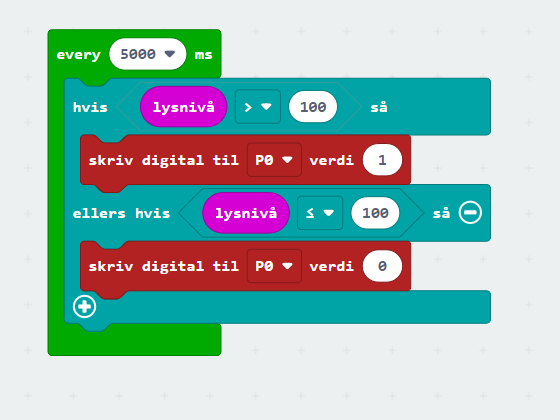 every 5000 ms
hvis lysnivå > 100 så
skriv digital til P0 verdi 1
ellers hvis lysnivå ≤ 100 så
skriv digital til P0 verdi 0